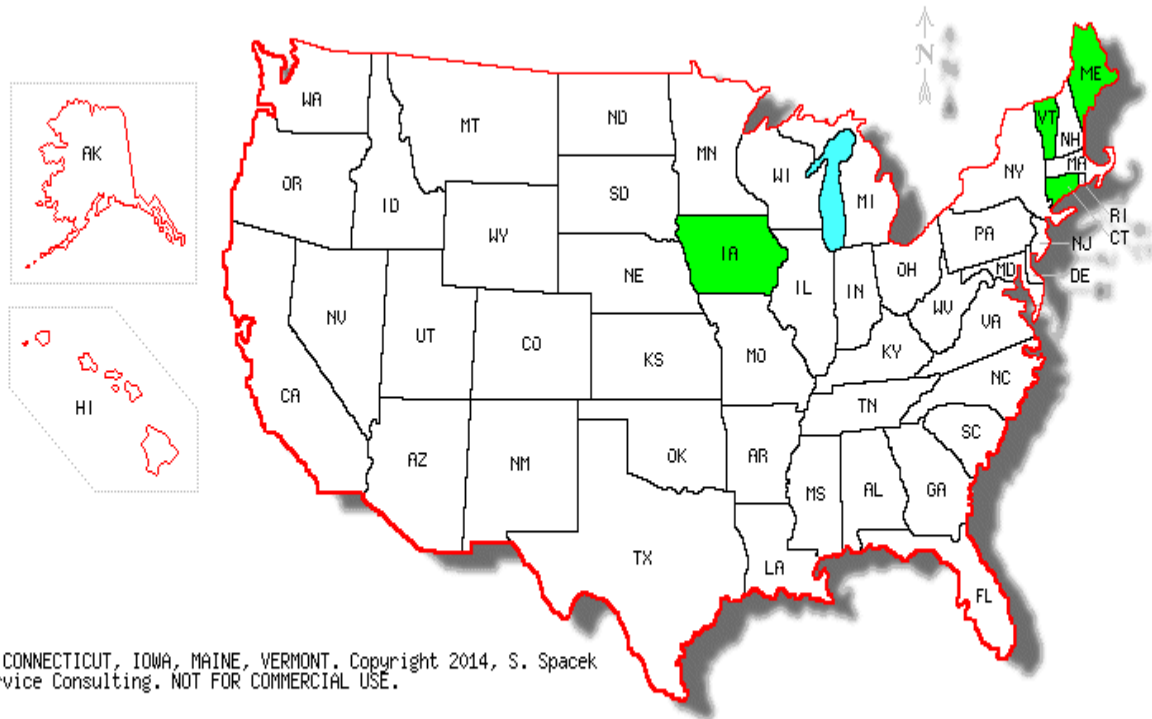 N
ME
VT
NH
MA
NY
RI
CT
NJ
DE
PA
MD
WA
MT
ND
MN
WI
MI
AK
OR
ID
SD
WY
IA
NE
IL
IN
OH
WV
VA
NV
UT
CO
KS
MO
KY
NC
CA
HI
TN
SC
AZ
NM
OK
AR
MS
AL
GA
TX
LA
FL
CONNECTICUT, IOWA, MAINE, VERMONT. Copyright 2014, S. Spacek
vice Consulting. NOT FOR COMMERCIAL USE.